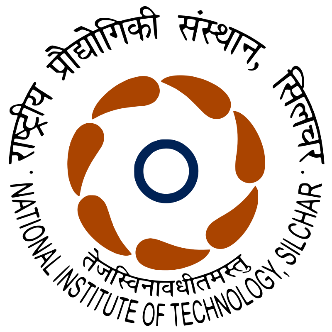 राष्ट्रीय प्रौद्योगिकी संस्थान, सिलचर
तेजस्विनावधीतमस्तु
NATIONAL INSTITUTE OF TECHNOLOGY, SILCHAR